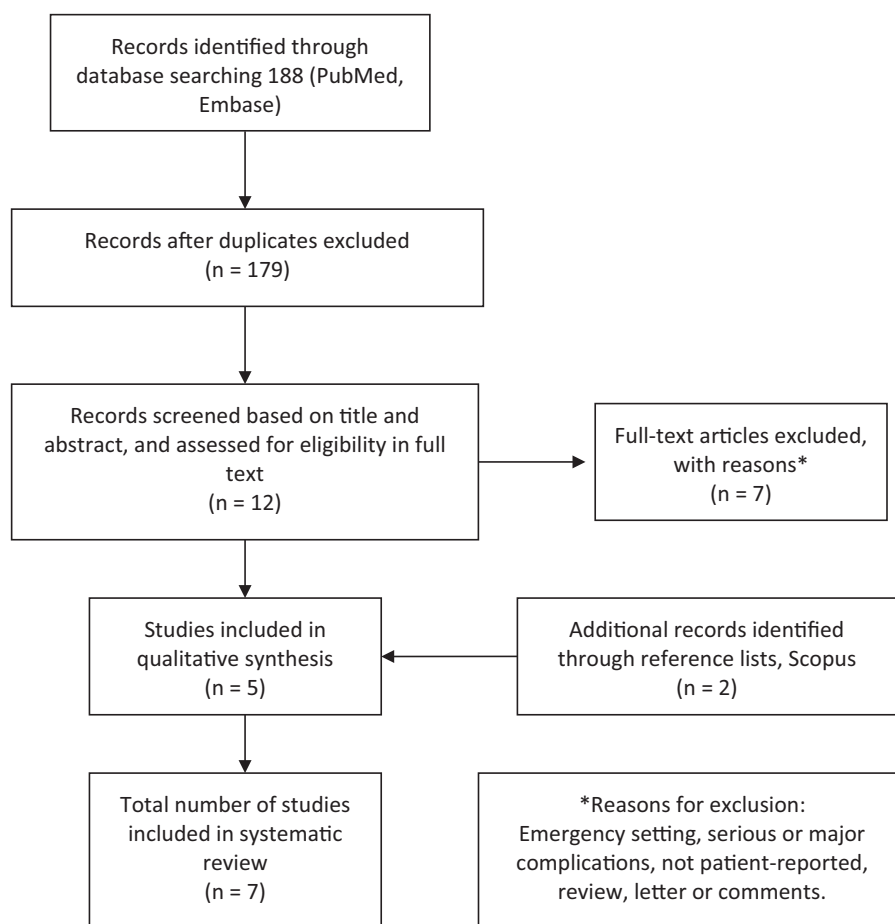 Records identified through
database searching 188 (PubMed,
Embase)
Records after duplicates excluded
(n = 179)
Records screened based on title and
abstract, and assessed for eligibility in full
text
(n = 12)
Full-text articles excluded,
with reasons*
(n = 7)
Studies included in
qualitative synthesis
(n = 5)
Additional records identified
through reference lists, Scopus
(n = 2)
Total number of studies
included in systematic
review
(n = 7)
*Reasons for exclusion:
Emergency setting, serious or major
complications, not patient-reported,
review, letter or comments.